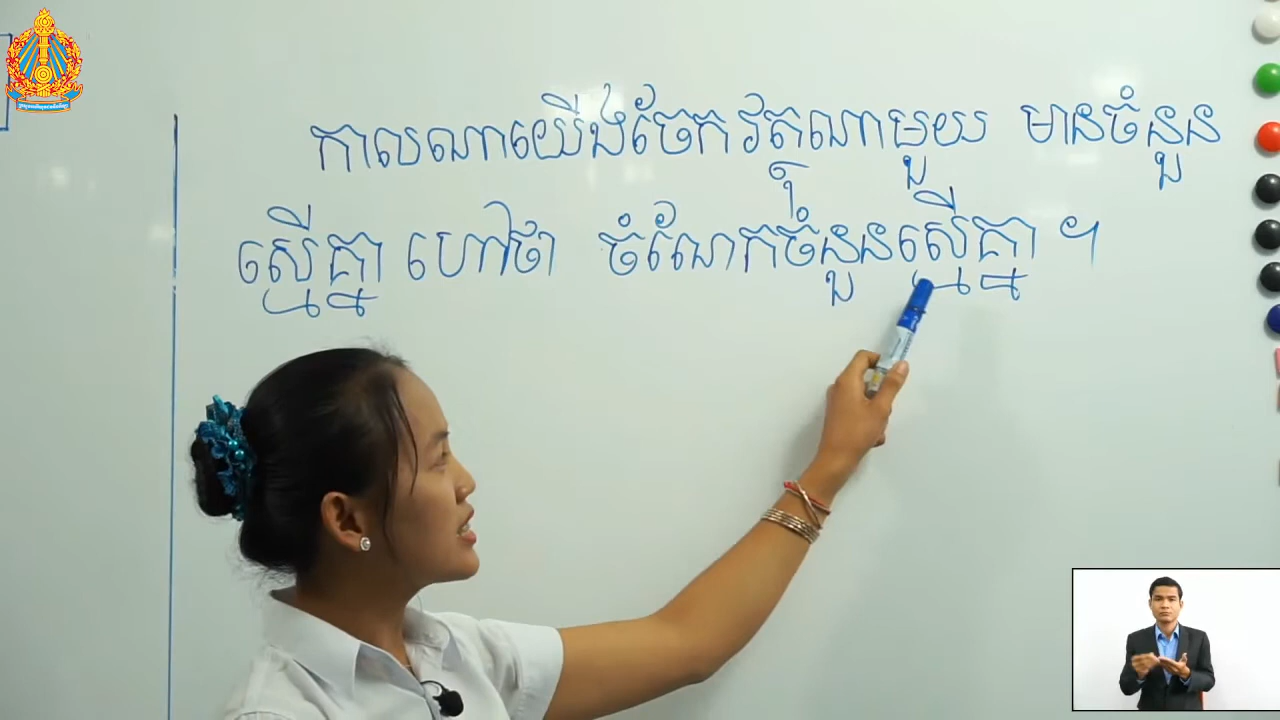 កាលណាយើងចែកវត្ថុណាមួយ មានចំនួន
ស្មើគ្នា ហៅថា ចំណែកចំនួនស្មើគ្នា ។